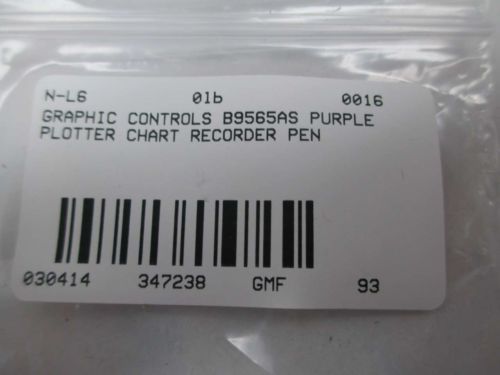 N-L6 01b 0016
GRAPHIC CONTROLS B9565AS PURPLE
PLOTTER CHART RECORDER PEN
030414 347238 GMF 93